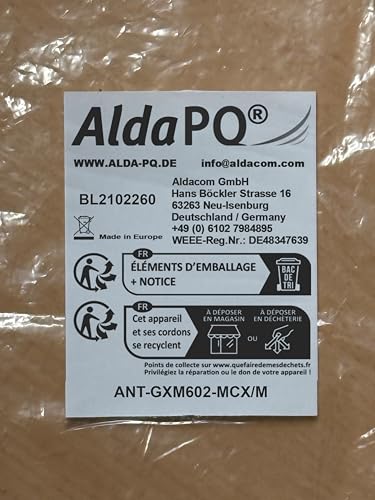 AldaPQ®
WWW.ALDA-PQ.DE info@aldacom.com
BL2102260
Made in Europe
Aldacom GmbH
Hans Böckler Strasse 16
63263 Neu-Isenburg
Deutschland / Germany
+49 (0) 6102 7984895
WEEE-Reg.Nr.: DE48347639
FR
ÉLÉMENTS D'EMBALLAGE
+ NOTICE
BAC
DE
TRI
FR
Cet appareil
et ses cordons
se recyclent
À DÉPOSER
EN MAGASIN
OU
À DÉPOSER
EN DÉCHÈTERIE
Points de collecte sur www.quefairedemesdechets.fr
Privilégiez la réparation ou le don de votre appareil !
ANT-GXM602-MCX/M